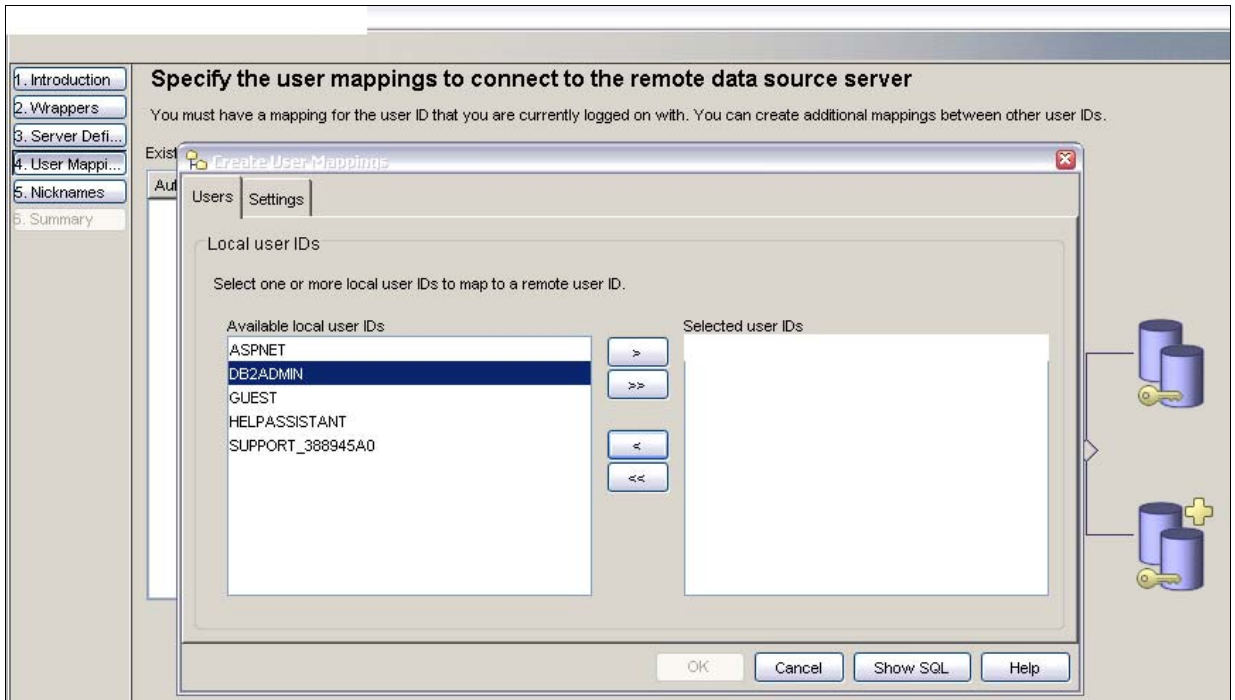 Specify the user mappings to connect to the remote data source server
You must have a mapping for the user ID that you are currently logged on with. You can create additional mappings between other user IDs.
1. Introduction
2. Wrappers
3. Server Defi...
4. User Mappi...
5. Nicknames
6. Summary
Exist
Aut
Create User Mappings
Users
Settings
Local user IDs
Select one or more local user IDs to map to a remote user ID.
Available local user IDs
ASPNET
DB2ADMIN
GUEST
HELPASSISTANT
SUPPORT_388945A0
>
>>
<
<<
Selected user IDs
OK
Cancel
Show SQL
Help